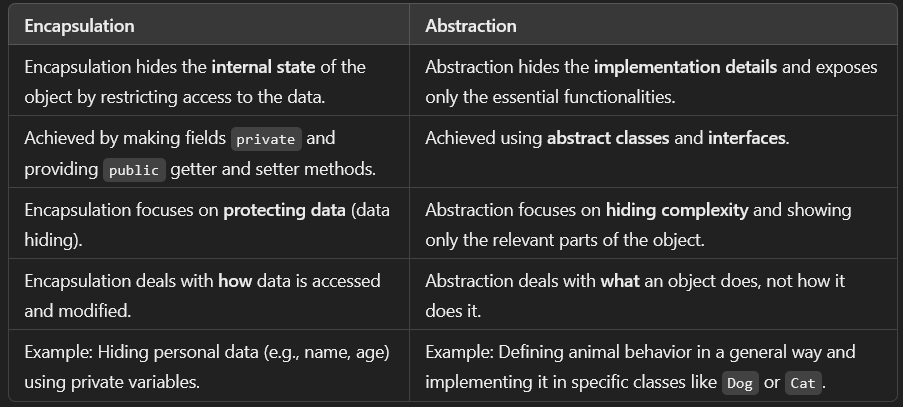 Encapsulation
Abstraction
Encapsulation hides the internal state of the
object by restricting access to the data.
Abstraction hides the implementation details and exposes
only the essential functionalities.
Achieved by making fields private and
providing public getter and setter methods.
Achieved using abstract classes and interfaces.
Encapsulation focuses on protecting data (data
hiding).
Abstraction focuses on hiding complexity and showing
only the relevant parts of the object.
Encapsulation deals with how data is accessed
and modified.
Abstraction deals with what an object does, not how it
does it.
Example: Hiding personal data (e.g., name, age)
using private variables.
Example: Defining animal behavior in a general way and
implementing it in specific classes like Dog or Cat.